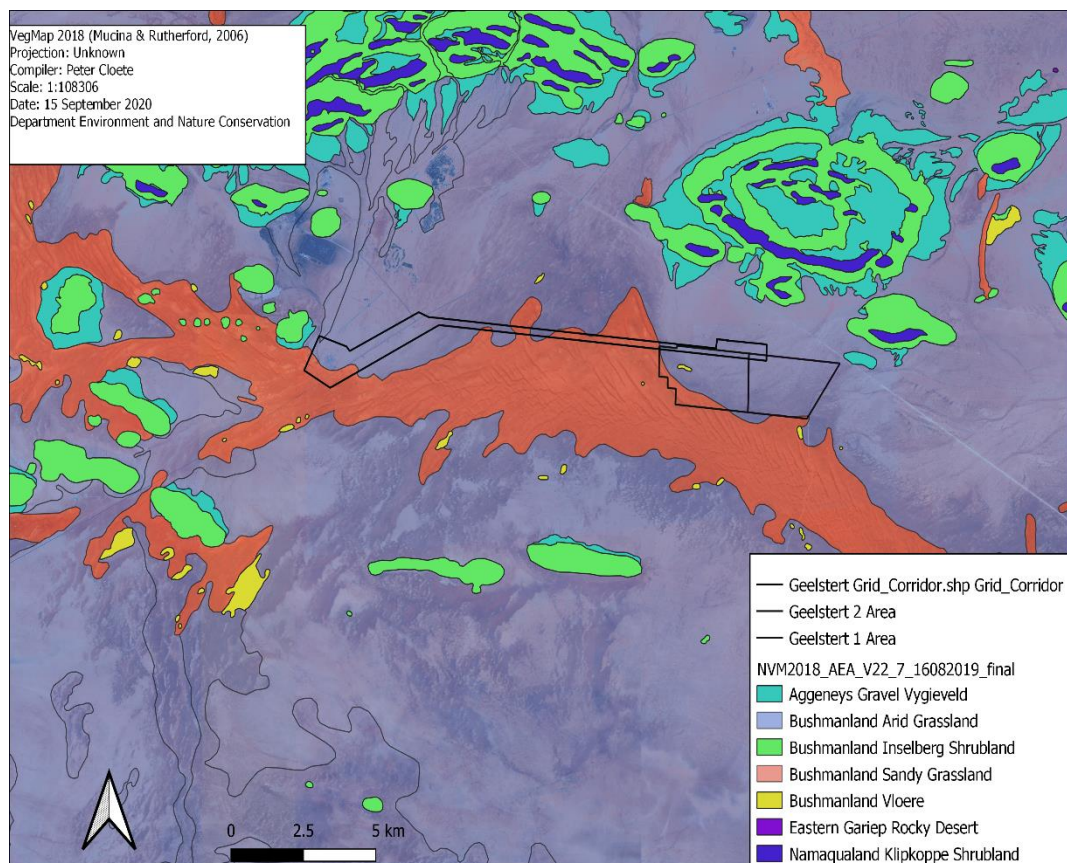 VegMap 2018 (Mucina & Rutherford, 2006)
Projection: Unknown
Compiler: Peter Cloete
Scale: 1:108306
Date: 15 September 2020
Department Environment and Nature Conservation
Geelstert Grid_Corridor.shp Grid_Corridor
Geelstert 2 Area
Geelstert 1 Area
NVM2018_AEA_V22_7_16082019_final
Aggeneys Gravel Vygieveld
Bushmanland Arid Grassland
Bushmanland Inselberg Shrubland
Bushmanland Sandy Grassland
Bushmanland Vloere
Eastern Gariep Rocky Desert
Namaqualand Klipkoppe Shrubland
0 2.5 5 km